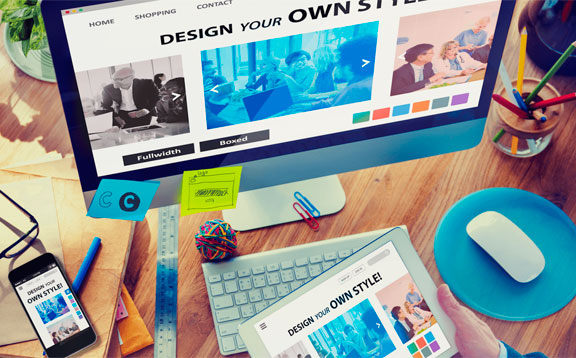 HOME SHOPPING CONTACT
DESIGN YOUR OWN STYLE!
Fullwidth
Boxed
C C
DESIGN YOUR OWN STYLE!
DESIGN YOUR OWN STYLE!